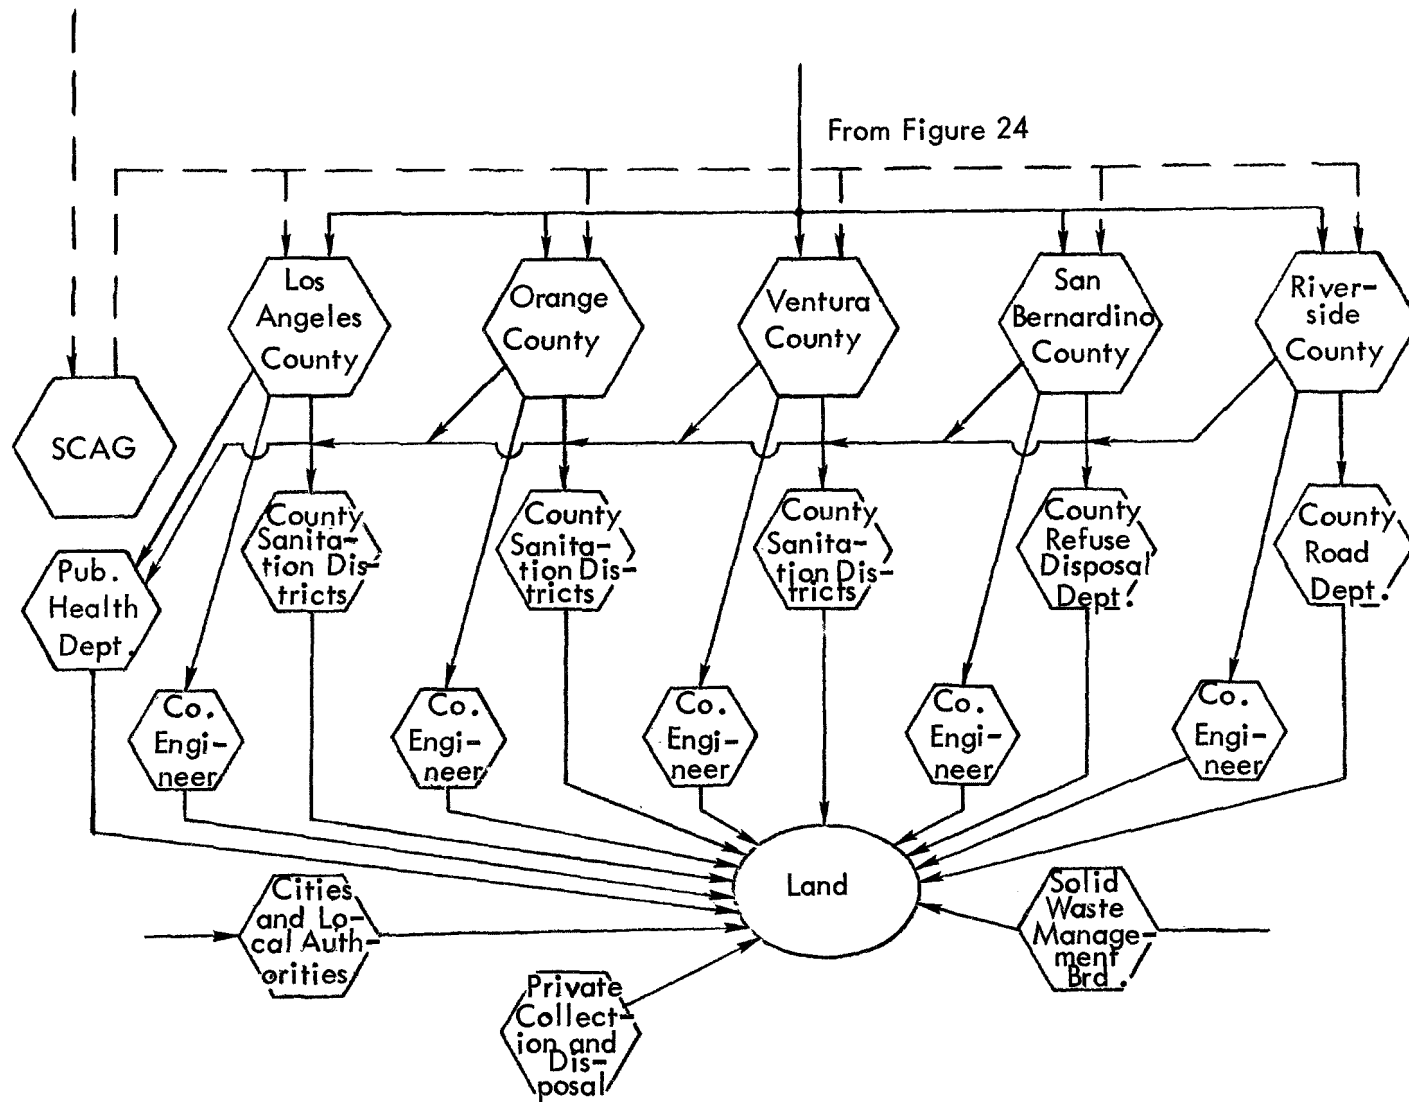 From Figure 24
Los
Angeles
County
Orange
County
Ventura
County
San
Bernardino
County
River-
side
County
SCAG
Pub.
Health
Dept.
County
Sanita-
tion Dis-
tricts
County
Sanita-
tion Dis-
tricts
County
Sanita-
tion Dis-
tricts
County
Refuse
Disposal
Dept.
County
Road
Dept.
Co.
Engi-
neer
Co.
Engi-
neer
Co.
Engi-
neer
Co.
Engi-
neer
Co.
Engi-
neer
Land
Cities
and Lo-
cal Auth-
orities
Private
Collect-
ion and
Dis-
posal
Solid
Waste
Manage-
ment
Brd.